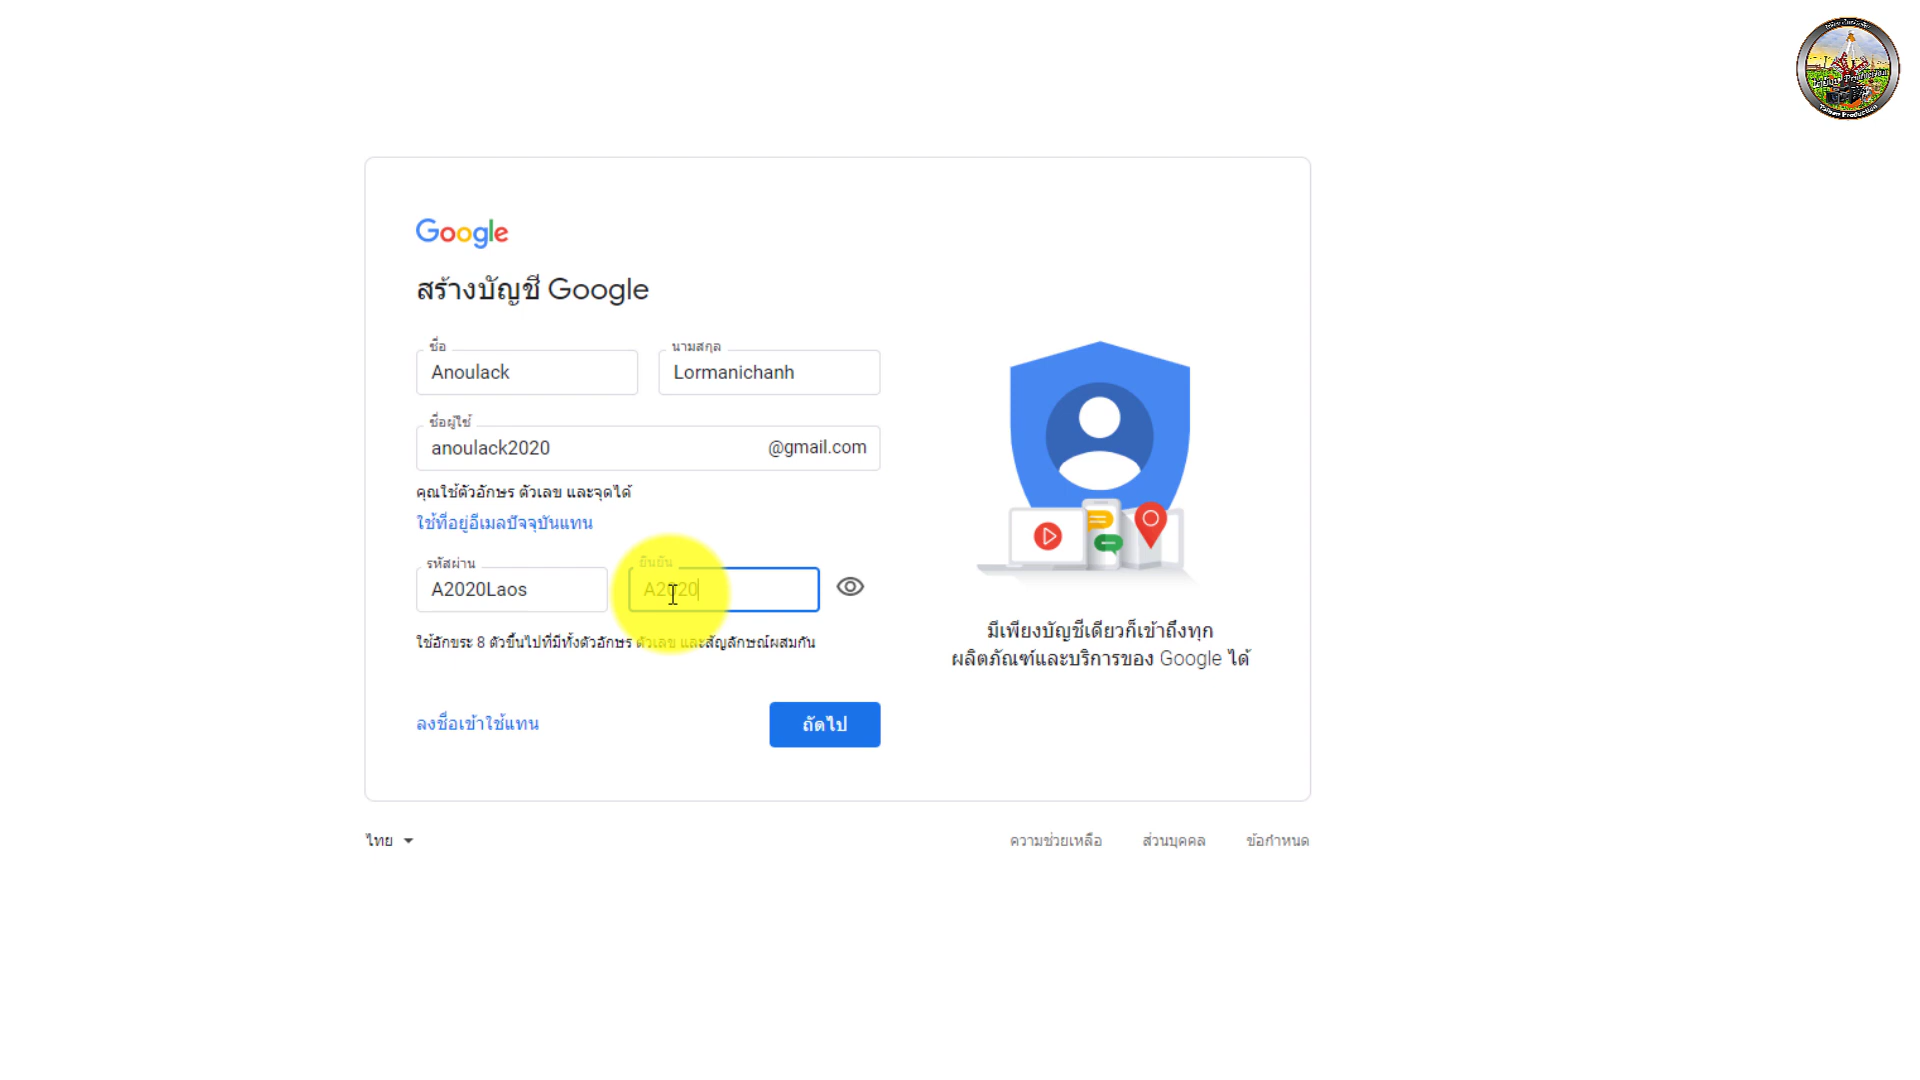 Google
สร้างบัญชี Google
ชื่อ
Anoulack
นามสกุล
Lormanichanh
ชื่อผู้ใช้
anoulack2020
@gmail.com
คุณใช้ตัวอักษร ตัวเลข และจุดได้
ใช้ที่อยู่อีเมลปัจจุบันแทน
รหัสผ่าน
A2020Laos
ยืนยัน
A2020
ใช้อักขระ 8 ตัวขึ้นไปที่มีทั้งตัวอักษร ตัวเลข และสัญลักษณ์ผสมกัน
ลงชื่อเข้าใช้แทน
ถัดไป
มีเพียงบัญชีเดียวก็เข้าถึงทุก
ผลิตภัณฑ์และบริการของ Google ได้
ไทย
ความช่วยเหลือ
ส่วนบุคคล
ข้อกำหนด